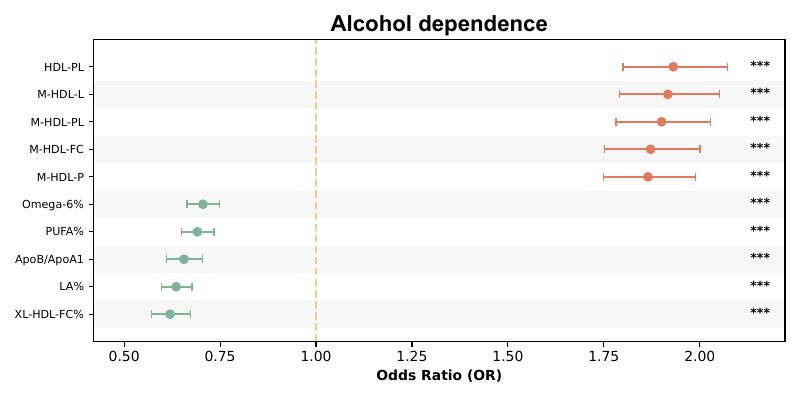 Alcohol dependence
HDL-PL ***
M-HDL-L ***
M-HDL-PL ***
M-HDL-FC ***
M-HDL-P ***
Omega-6% ***
PUFA% ***
ApoB/ApoA1 ***
LA% ***
XL-HDL-FC% ***
0.50 0.75 1.00 1.25 1.50 1.75 2.00
Odds Ratio (OR)